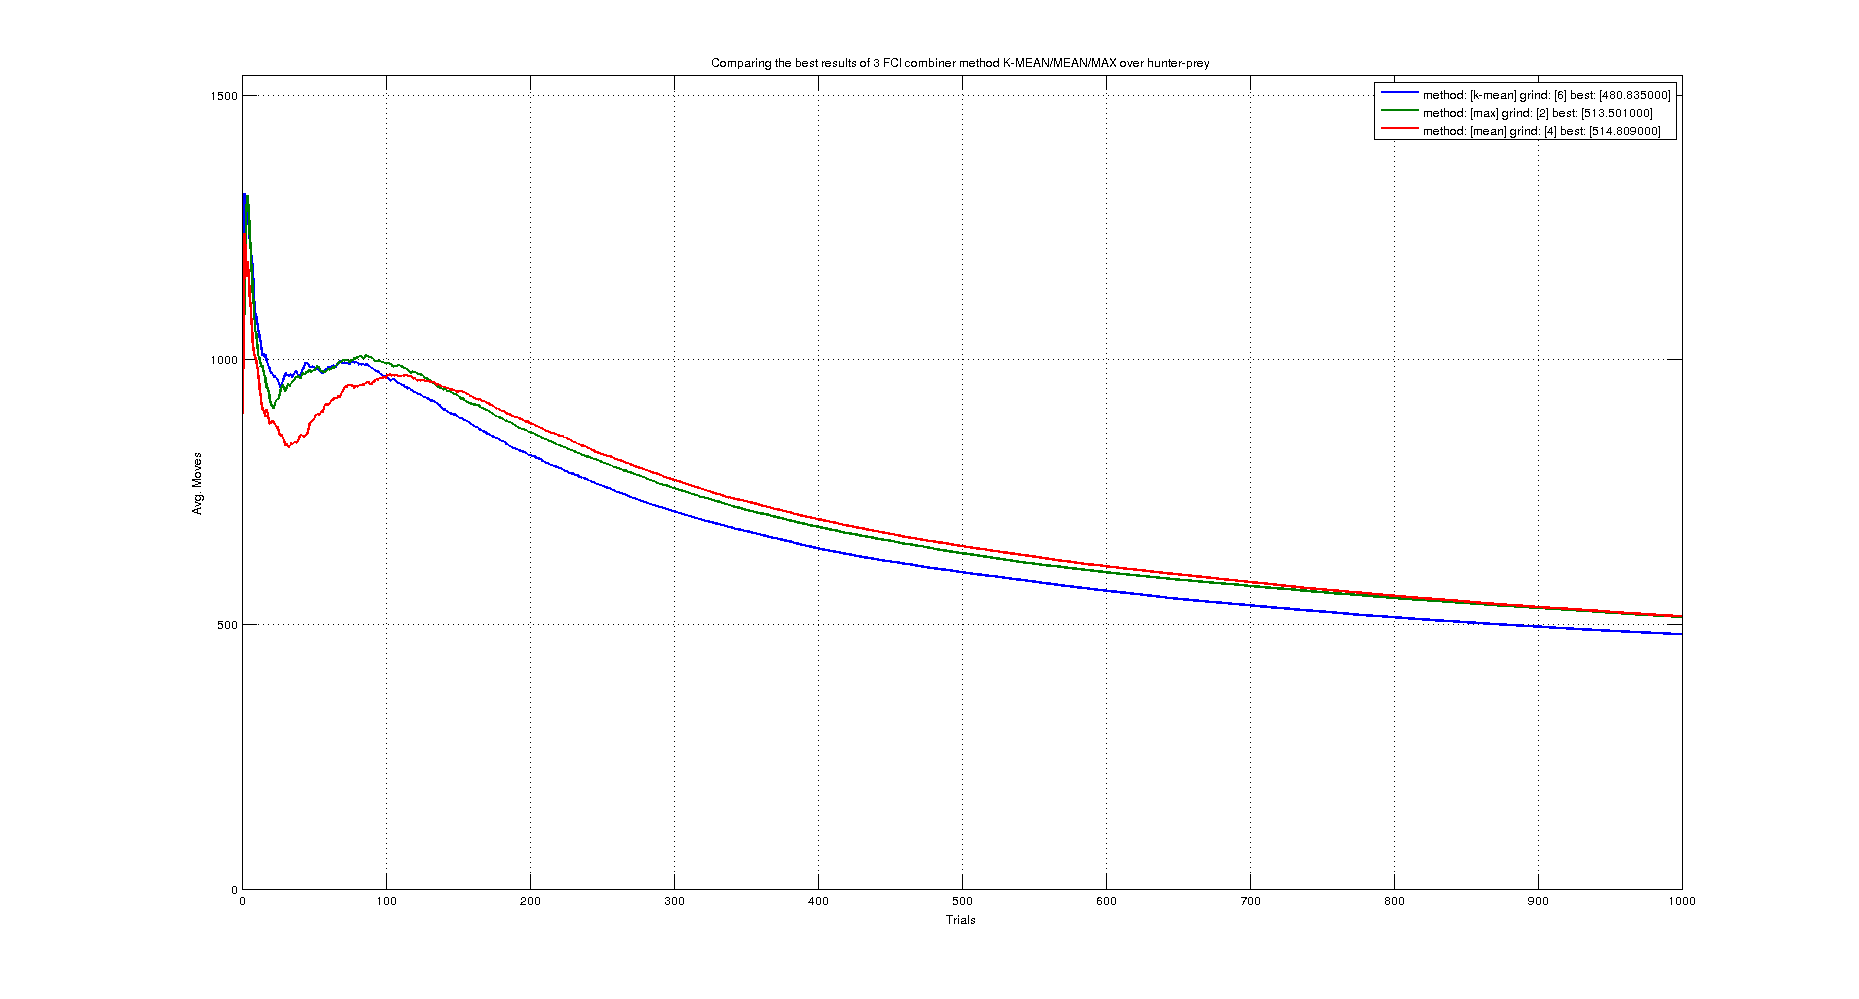 Comparing the best results of 3 FCI combiner method K-MEAN/MEAN/MAX over hunter-prey
method: [k-mean] grind: [6] best: [480.835000]
method: [max] grind: [2] best: [513.501000]
method: [mean] grind: [4] best: [514.809000]
1500
1000
500
0
Avg. Moves
0 100 200 300 400 500 600 700 800 900 1000
Trials